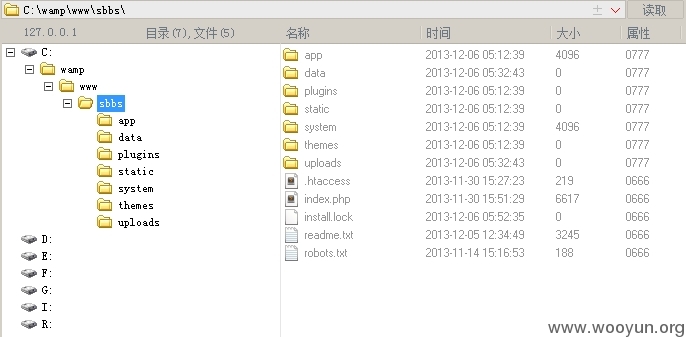 C:\wamp\www\sbbs\ 读取
127.0.0.1 目录(7),文件(5) 名称 时间 大小 属性
C:
wamp
www
sbbs
app
data
plugins
static
system
themes
uploads
D:
E:
F:
G:
I:
R:
app 2013-12-06 05:12:39 4096 0777
data 2013-12-06 05:32:43 0 0777
plugins 2013-12-06 05:12:39 0 0777
static 2013-12-06 05:12:39 0 0777
system 2013-12-06 05:12:39 4096 0777
themes 2013-12-06 05:12:39 0 0777
uploads 2013-12-06 05:32:43 0 0777
.htaccess 2013-11-30 15:27:23 219 0666
index.php 2013-11-30 15:51:29 6617 0666
install.lock 2013-12-06 05:52:35 0 0666
readme.txt 2013-12-05 12:34:49 3245 0666
robots.txt 2013-11-14 15:16:53 188 0666
www.wooyun.org